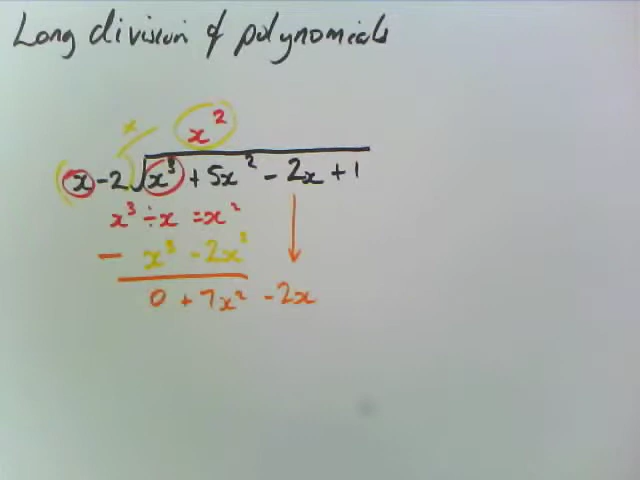 Long division of polynomials
x
x²
x - 2 √ x³ + 5x² - 2x + 1
x³ ÷ x = x²
- x³ - 2x²
0 + 7x² - 2x